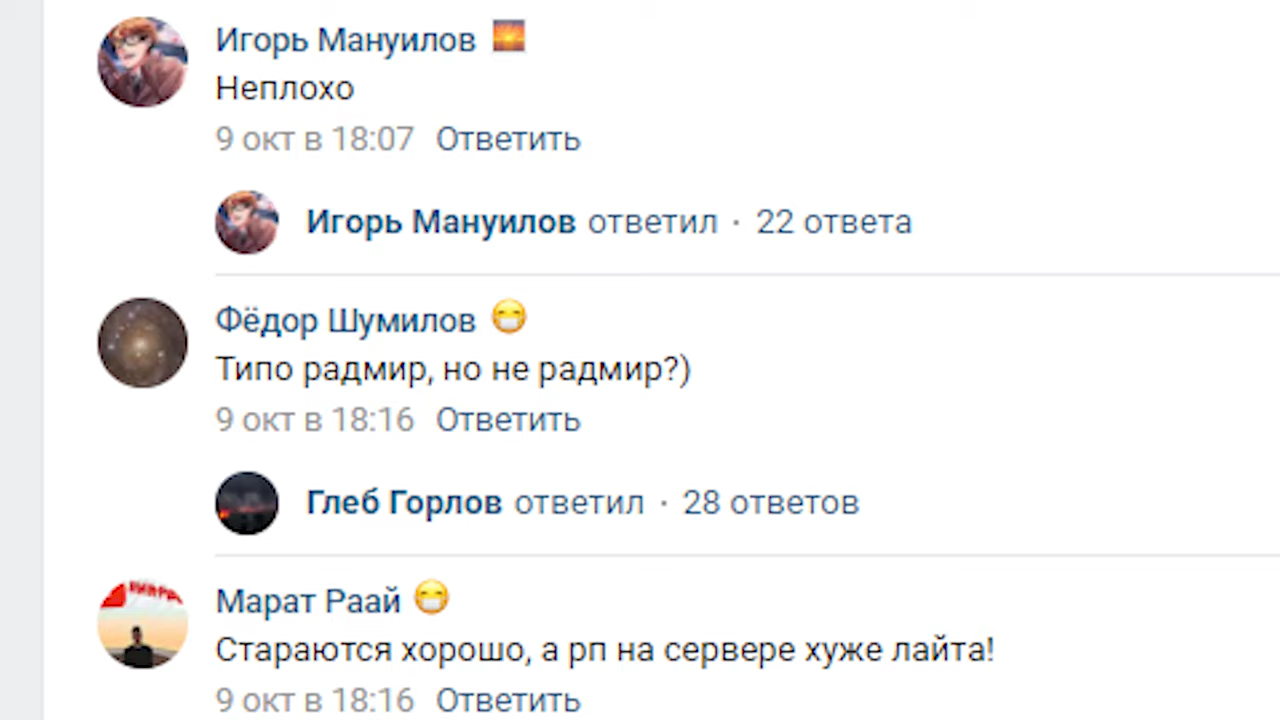 Игорь Мануилов
Неплохо
9 окт в 18:07 Ответить
Игорь Мануилов ответил · 22 ответа
Фёдор Шумилов
Типо радмир, но не радмир?)
9 окт в 18:16 Ответить
Глеб Горлов ответил · 28 ответов
Марат Раай
Стараются хорошо, а рп на сервере хуже лайта!
9 окт в 18:16 Ответить